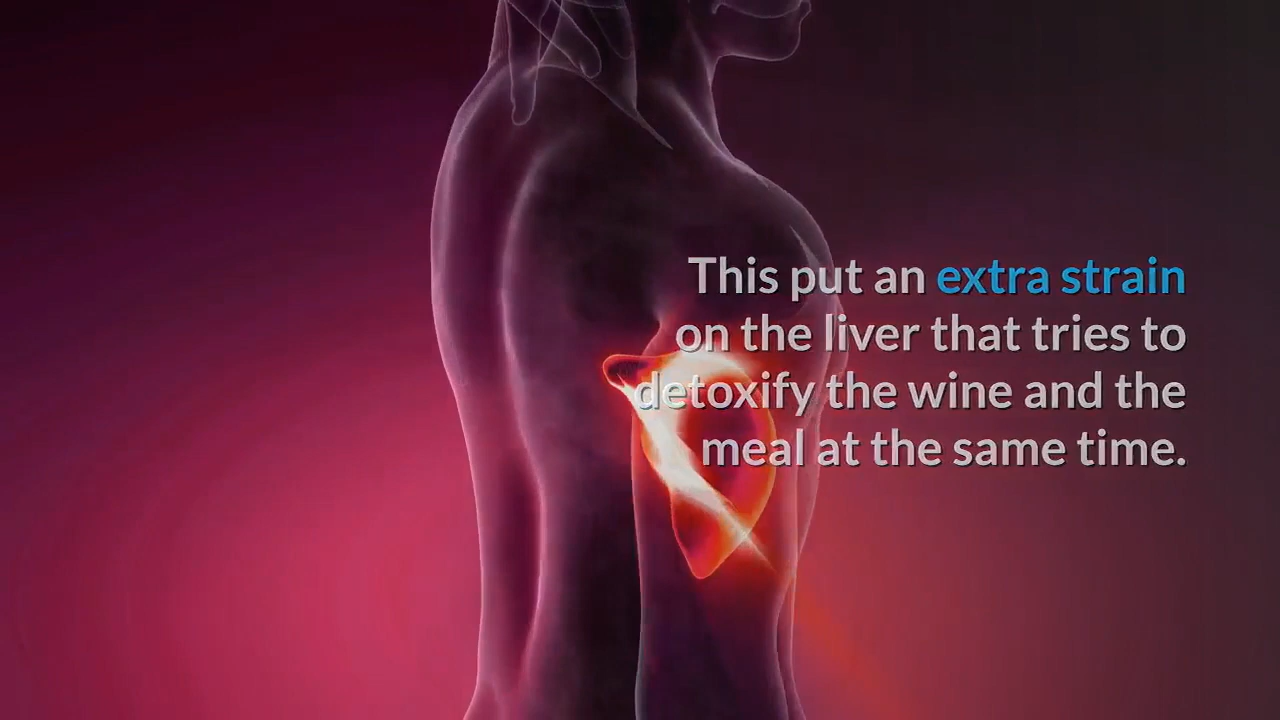 This put an extra strain
on the liver that tries to
detoxify the wine and the
meal at the same time.